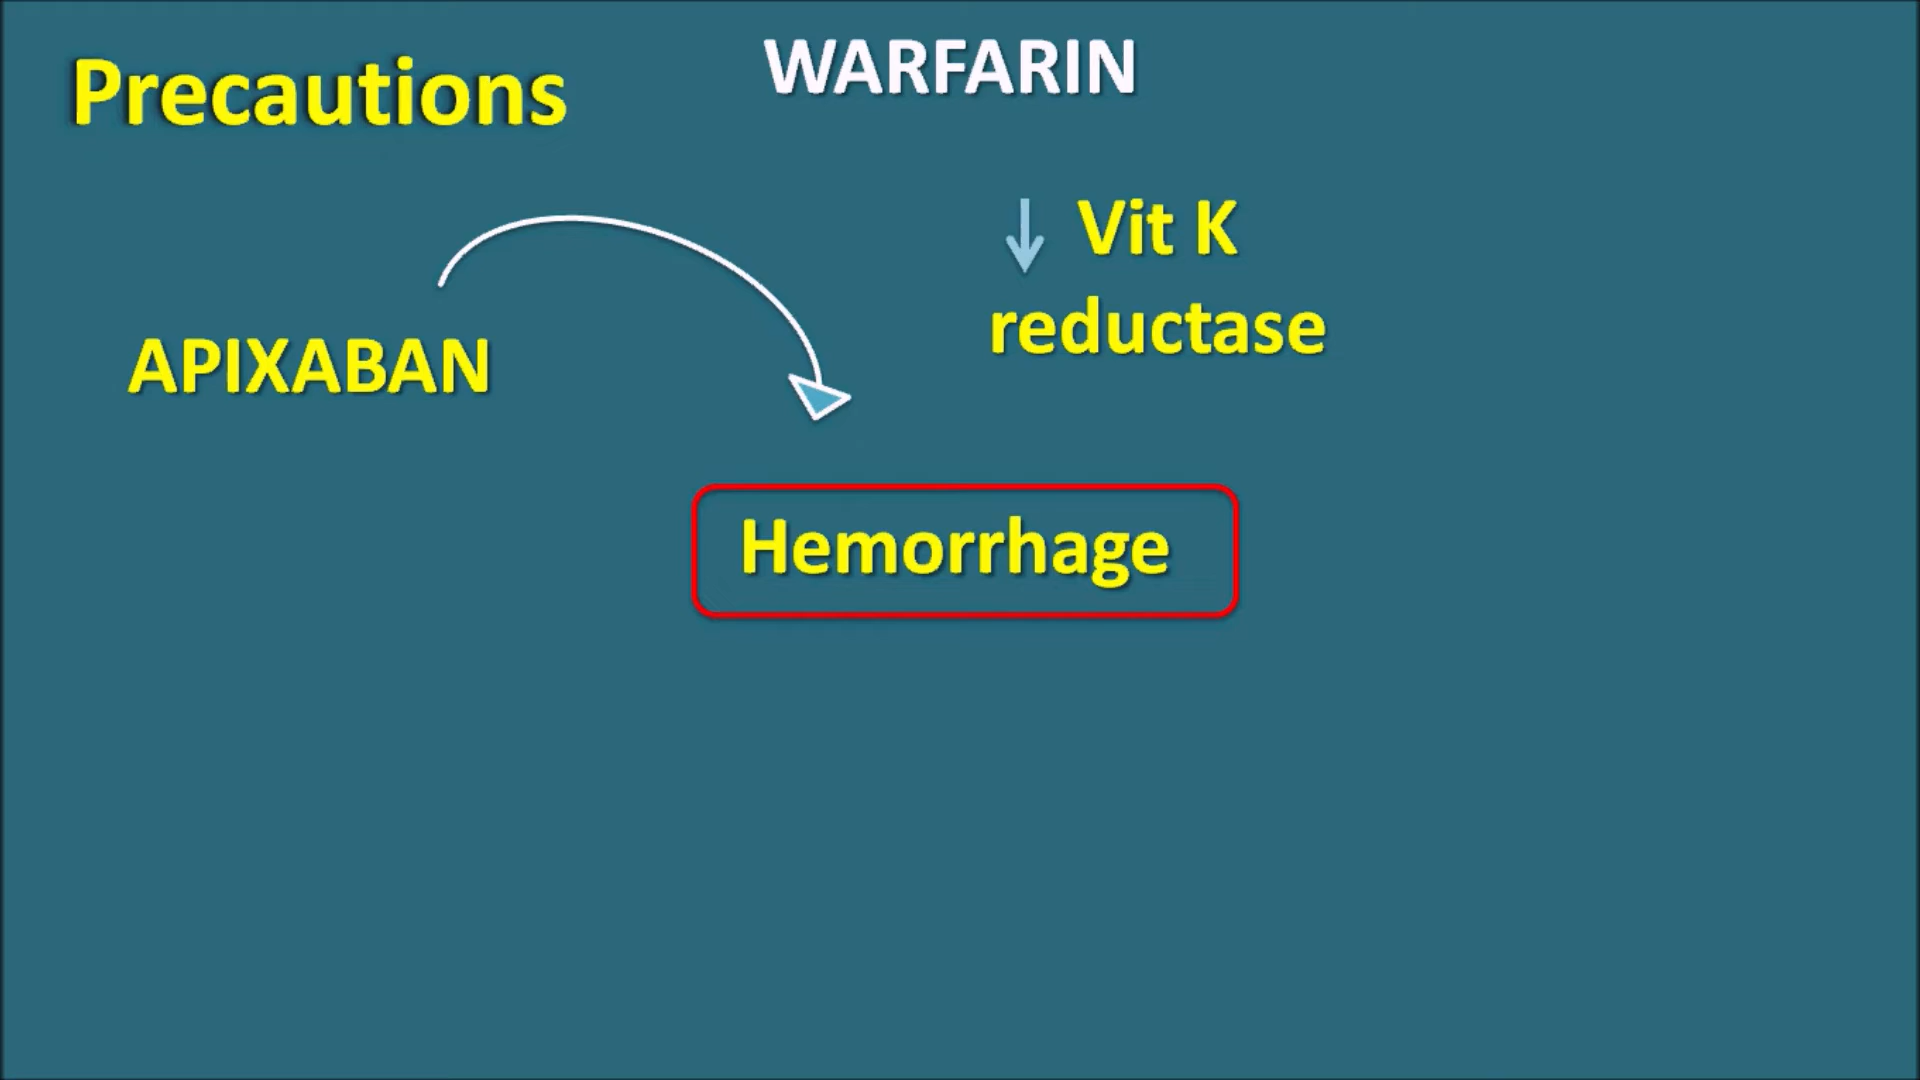 Precautions
WARFARIN
↓ Vit K
reductase
APIXABAN
Hemorrhage